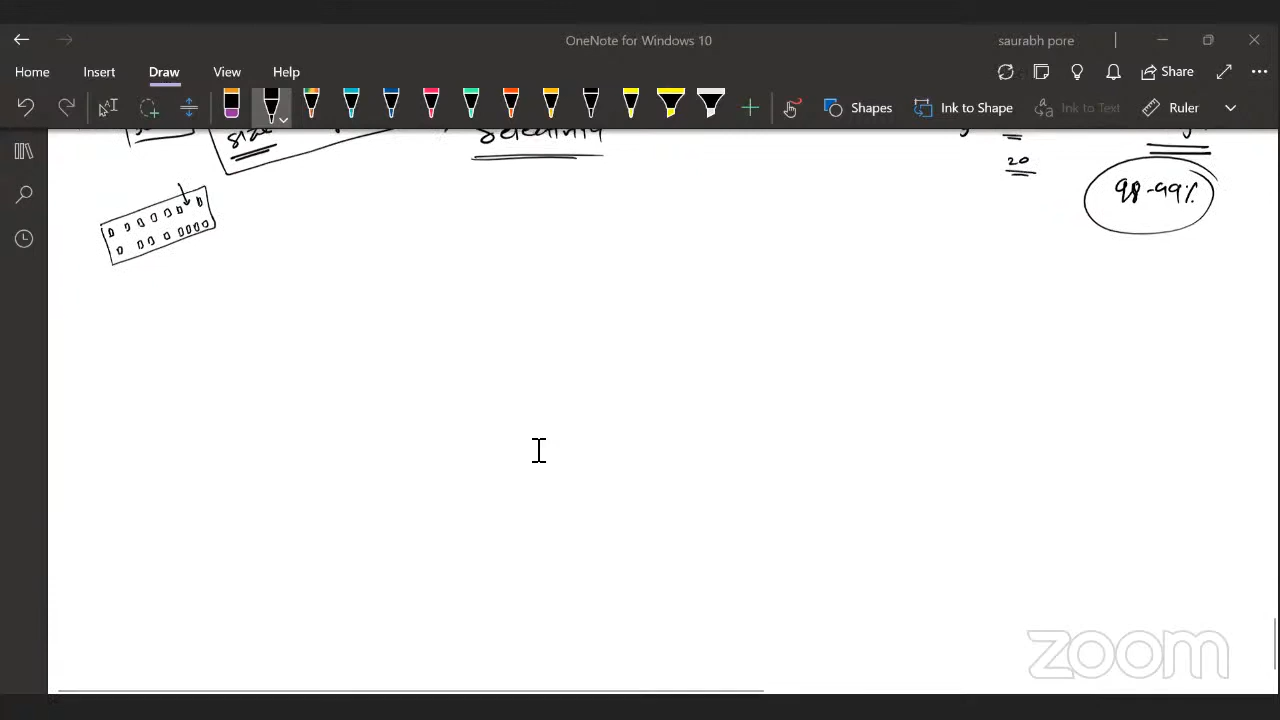 OneNote for Windows 10
saurabh pore
Home Insert Draw View Help
Share
Shapes
Ink to Shape
Ink to Text
Ruler
size
Selectivity
20
98-99%
zoom